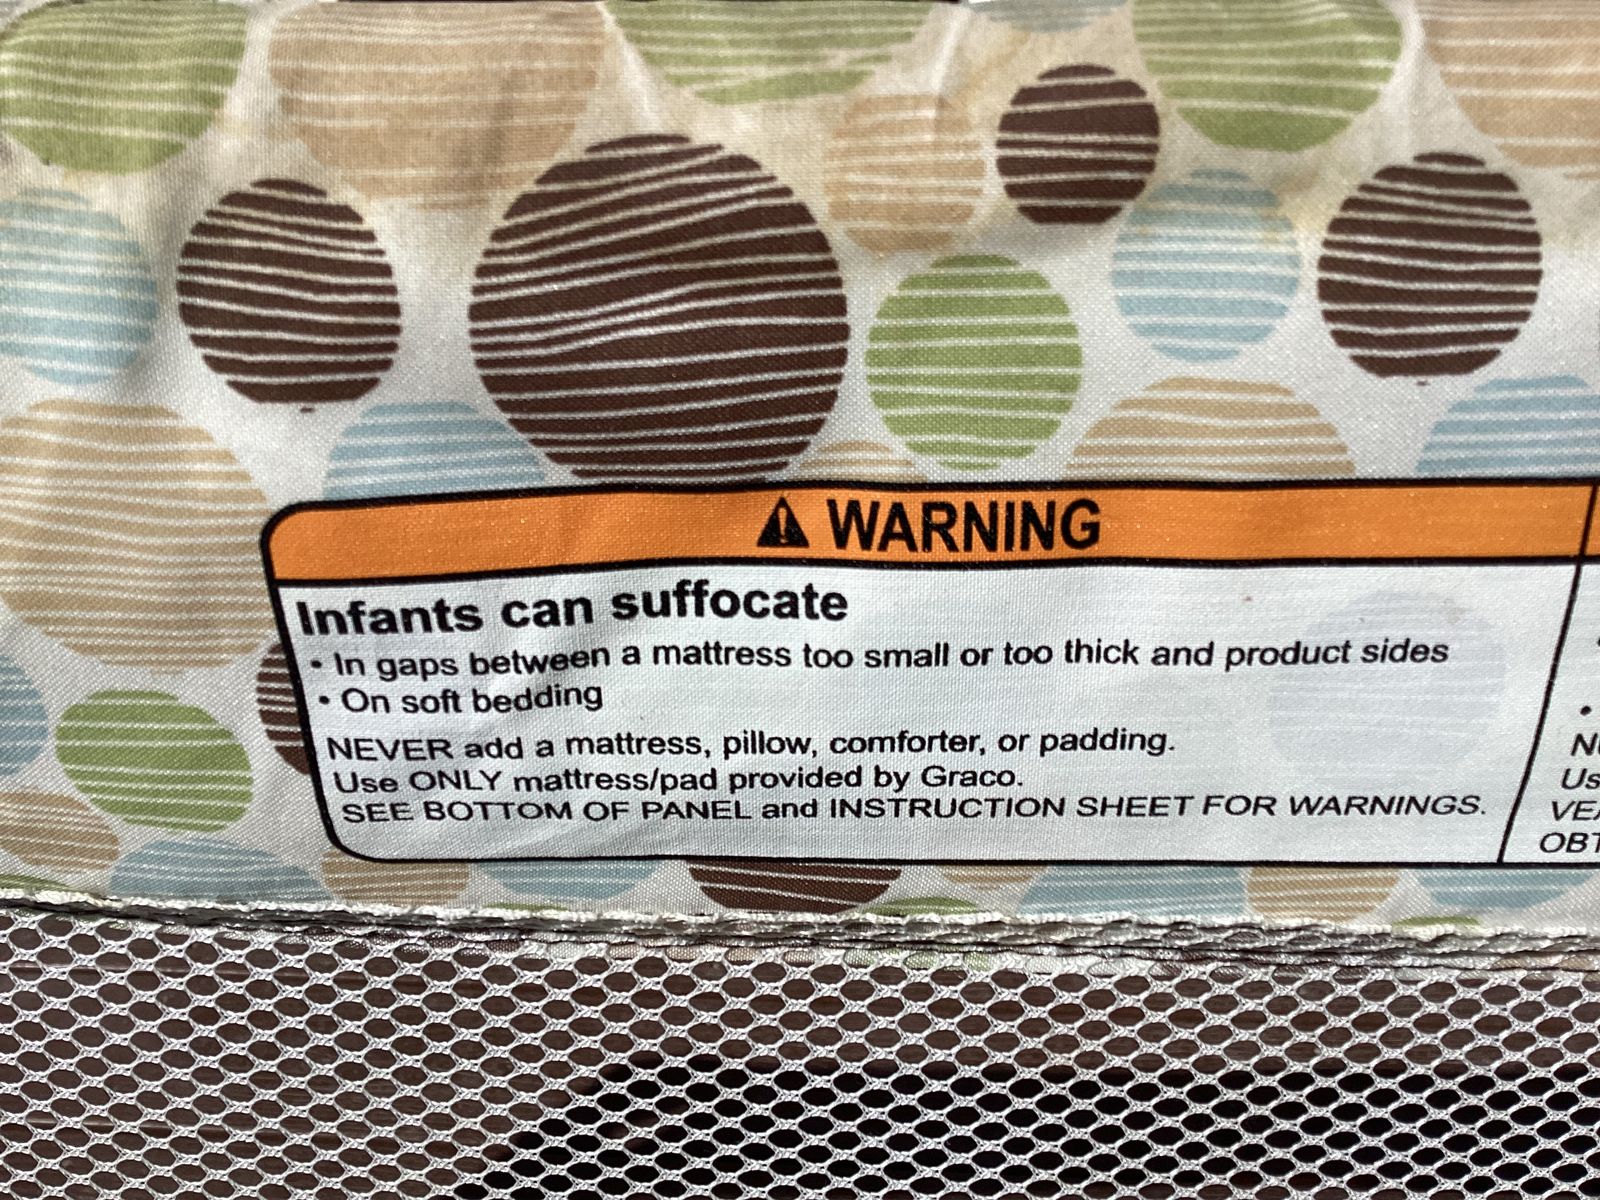 WARNING
Infants can suffocate
• In gaps between a mattress too small or too thick and product sides
• On soft bedding
NEVER add a mattress, pillow, comforter, or padding.
Use ONLY mattress/pad provided by Graco.
SEE BOTTOM OF PANEL and INSTRUCTION SHEET FOR WARNINGS.